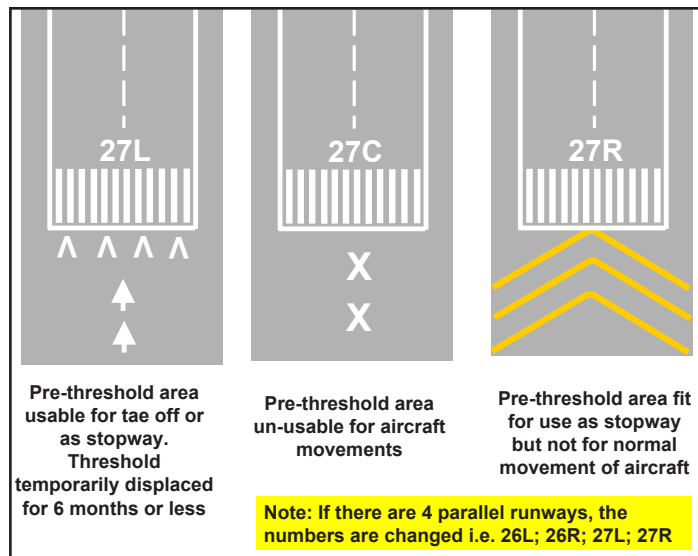 27L
27C
27R
X
X
Pre-threshold area
usable for tae off or
as stopway.
Threshold
temporarily displaced
for 6 months or less
Pre-threshold area
un-usable for aircraft
movements
Pre-threshold area fit
for use as stopway
but not for normal
movement of aircraft
Note: If there are 4 parallel runways, the
numbers are changed i.e. 26L; 26R; 27L; 27R